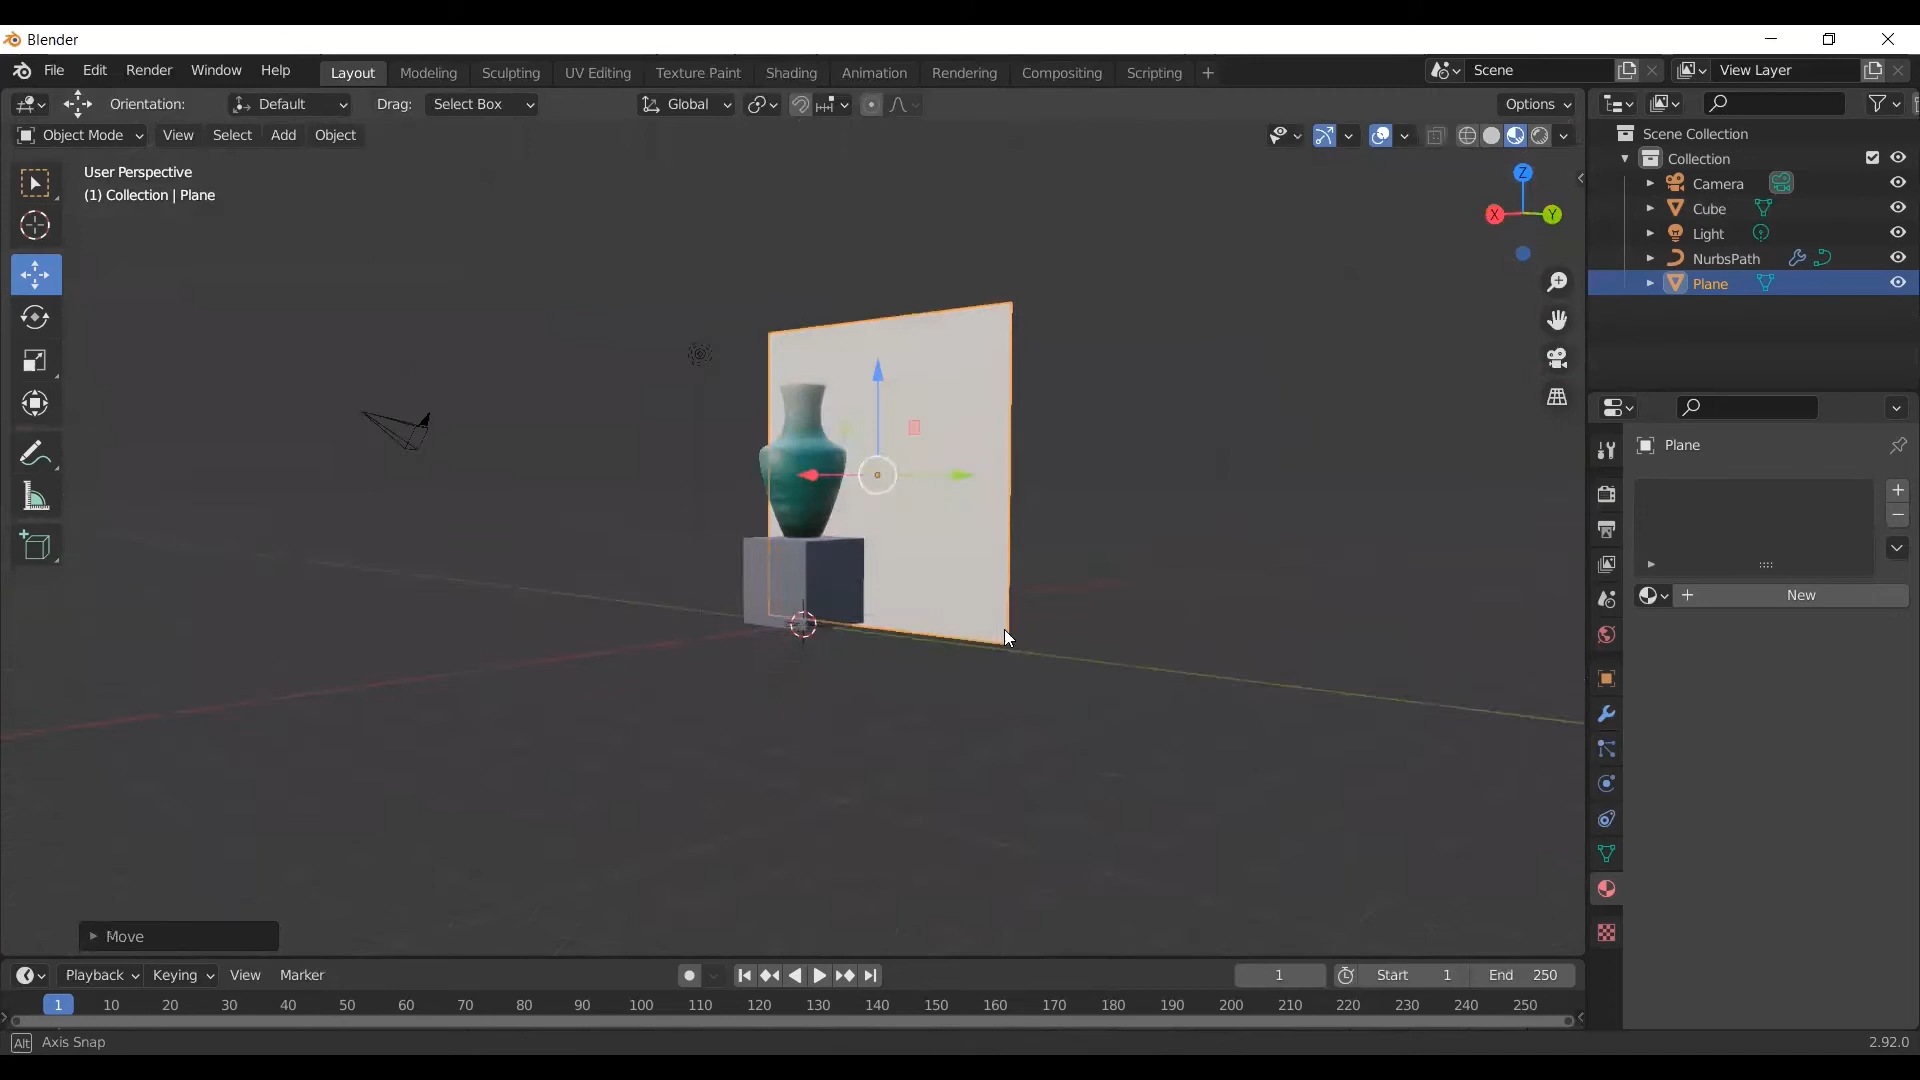 Blender
File Edit Render Window Help Layout Modeling Sculpting UV Editing Texture Paint Shading Animation Rendering Compositing Scripting + Scene View Layer
Orientation: Default Drag: Select Box Global Options
Object Mode View Select Add Object
User Perspective
(1) Collection | Plane
Z
X Y
Scene Collection
Collection
Camera
Cube
Light
NurbsPath
Plane
Plane
New
Move
Playback Keying View Marker 1 Start 1 End 250
1 10 20 30 40 50 60 70 80 90 100 110 120 130 140 150 160 170 180 190 200 210 220 230 240 250
Alt Axis Snap 2.92.0